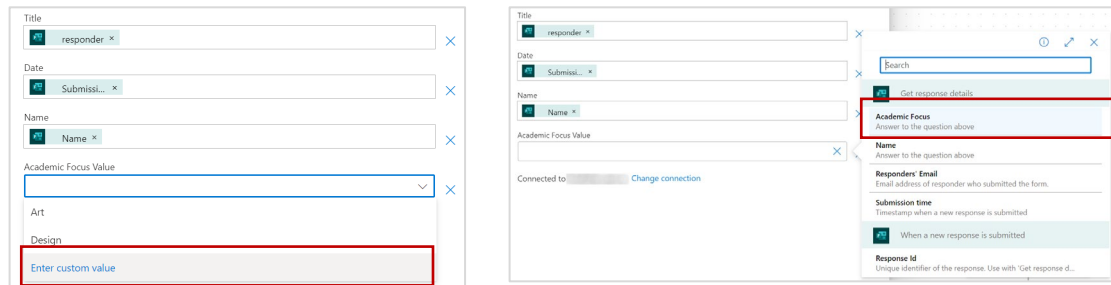 Title
responder ×
Date
Submissi... ×
Name
Name ×
Academic Focus Value
Art
Design
Enter custom value
Title
responder ×
Date
Submissi... ×
Name
Name ×
Academic Focus Value
Connected to
Change connection
Search
Get response details
Academic Focus
Answer to the question above
Name
Answer to the question above
Responders' Email
Email address of responder who submitted the form.
Submission time
Timestamp when a new response is submitted
When a new response is submitted
Response Id
Unique identifier of the response. Use with 'Get response d...